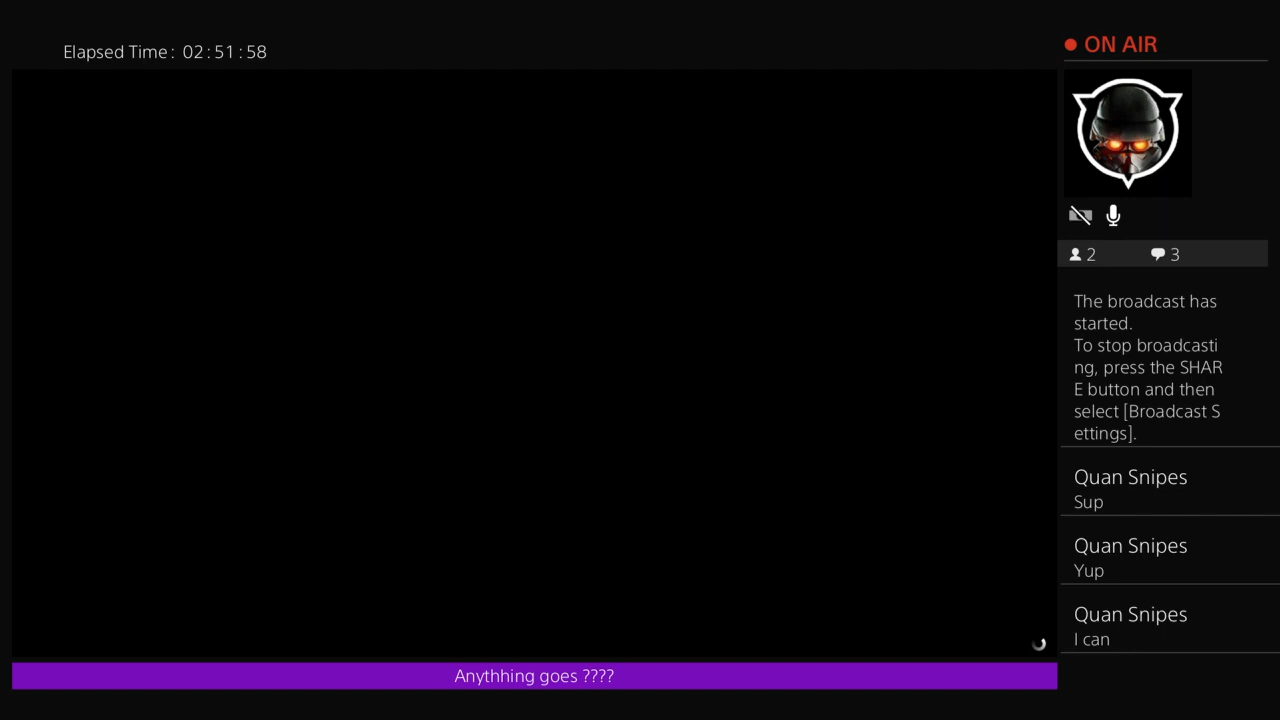 Elapsed Time: 02:51:58
ON AIR
2 3
The broadcast has
started.
To stop broadcasti
ng, press the SHAR
E button and then
select [Broadcast S
ettings].
Quan Snipes
Sup
Quan Snipes
Yup
Quan Snipes
I can
Anythhing goes ????